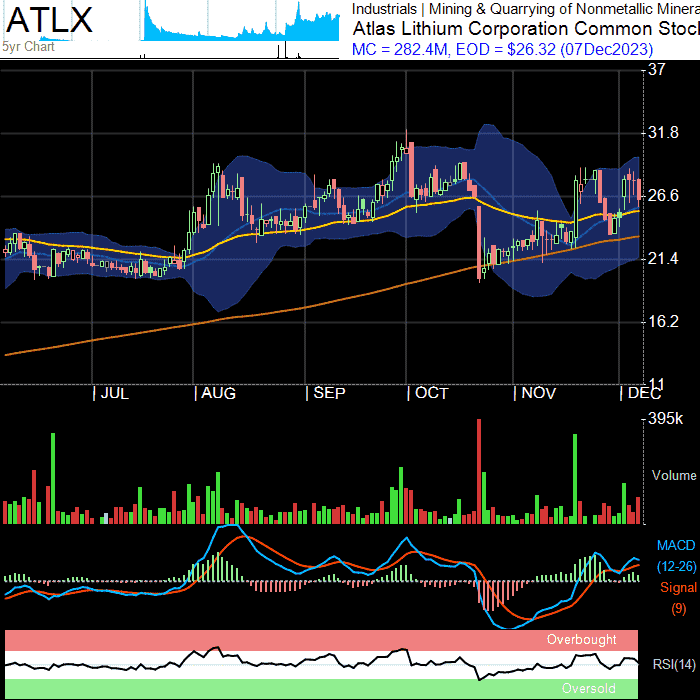 ATLX
Industrials | Mining & Quarrying of Nonmetallic Minera
Atlas Lithium Corporation Common Stoc
5yr Chart
MC = 282.4M, EOD = $26.32 (07Dec2023)
37
31.8
26.6
21.4
16.2
11
| JUL | AUG | SEP | OCT | NOV | DEC
395k
Volume
MACD
(12-26)
Signal
(9)
Overbought
RSI(14)
Oversold